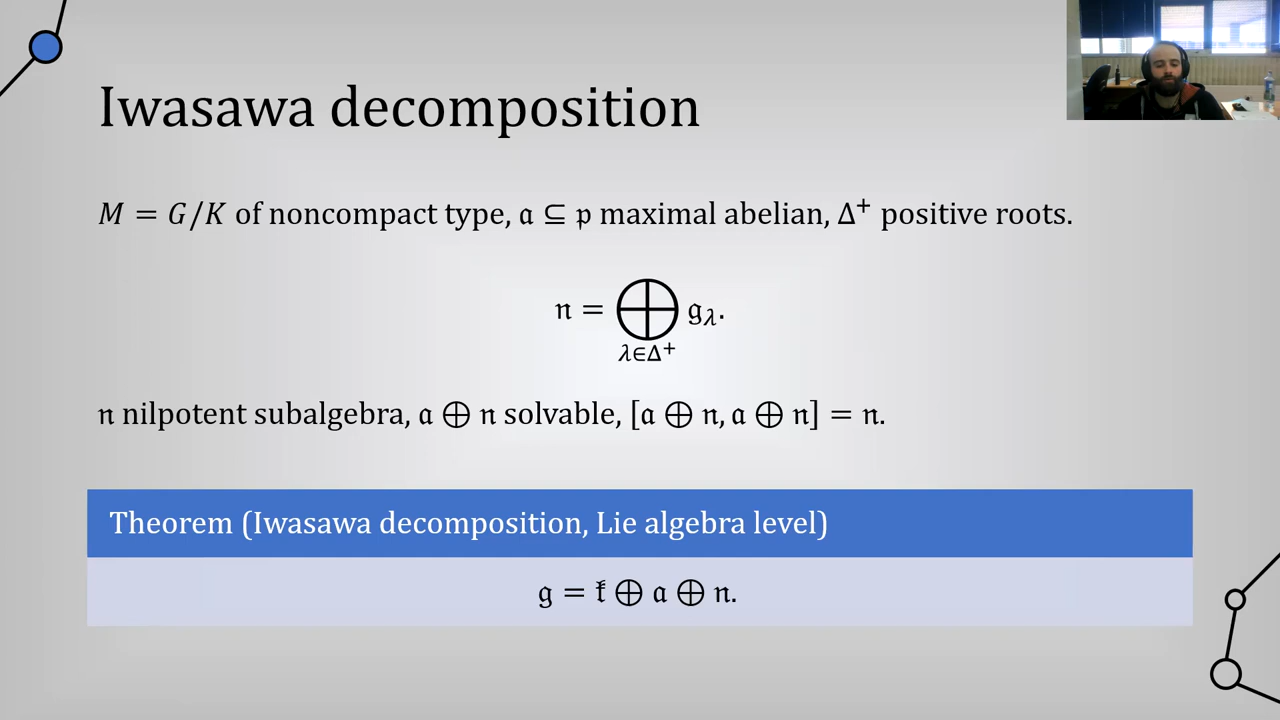 Iwasawa decomposition
𝑀 = 𝐺/𝐾 of noncompact type, 𝔞 ⊆ 𝔭 maximal abelian, Δ⁺ positive roots.
𝔫 = ⨁ 𝔤_𝜆.
𝜆∈Δ⁺
𝔫 nilpotent subalgebra, 𝔞 ⊕ 𝔫 solvable, [𝔞 ⊕ 𝔫, 𝔞 ⊕ 𝔫] = 𝔫.
Theorem (Iwasawa decomposition, Lie algebra level)
𝔤 = 𝔨 ⊕ 𝔞 ⊕ 𝔫.